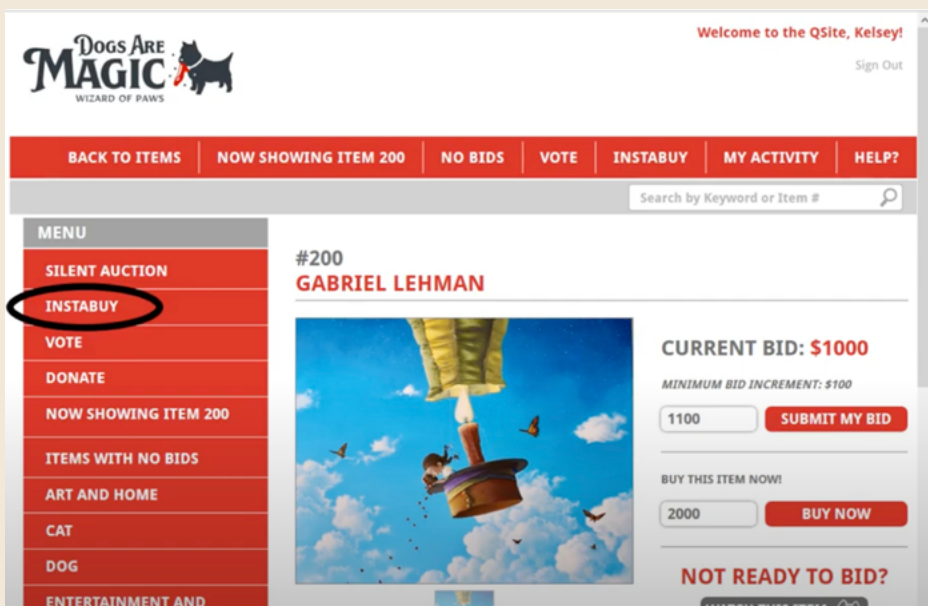 DOGS ARE
MAGIC
WIZARD OF PAWS
Welcome to the QSite, Kelsey!
Sign Out
BACK TO ITEMS
NOW SHOWING ITEM 200
NO BIDS
VOTE
INSTABUY
MY ACTIVITY
HELP?
Search by Keyword or Item #
MENU
SILENT AUCTION
INSTABUY
VOTE
DONATE
NOW SHOWING ITEM 200
ITEMS WITH NO BIDS
ART AND HOME
CAT
DOG
ENTERTAINMENT AND
#200
GABRIEL LEHMAN
CURRENT BID: $1000
MINIMUM BID INCREMENT: $100
1100
SUBMIT MY BID
BUY THIS ITEM NOW!
2000
BUY NOW
NOT READY TO BID?
WATCH THIS ITEM